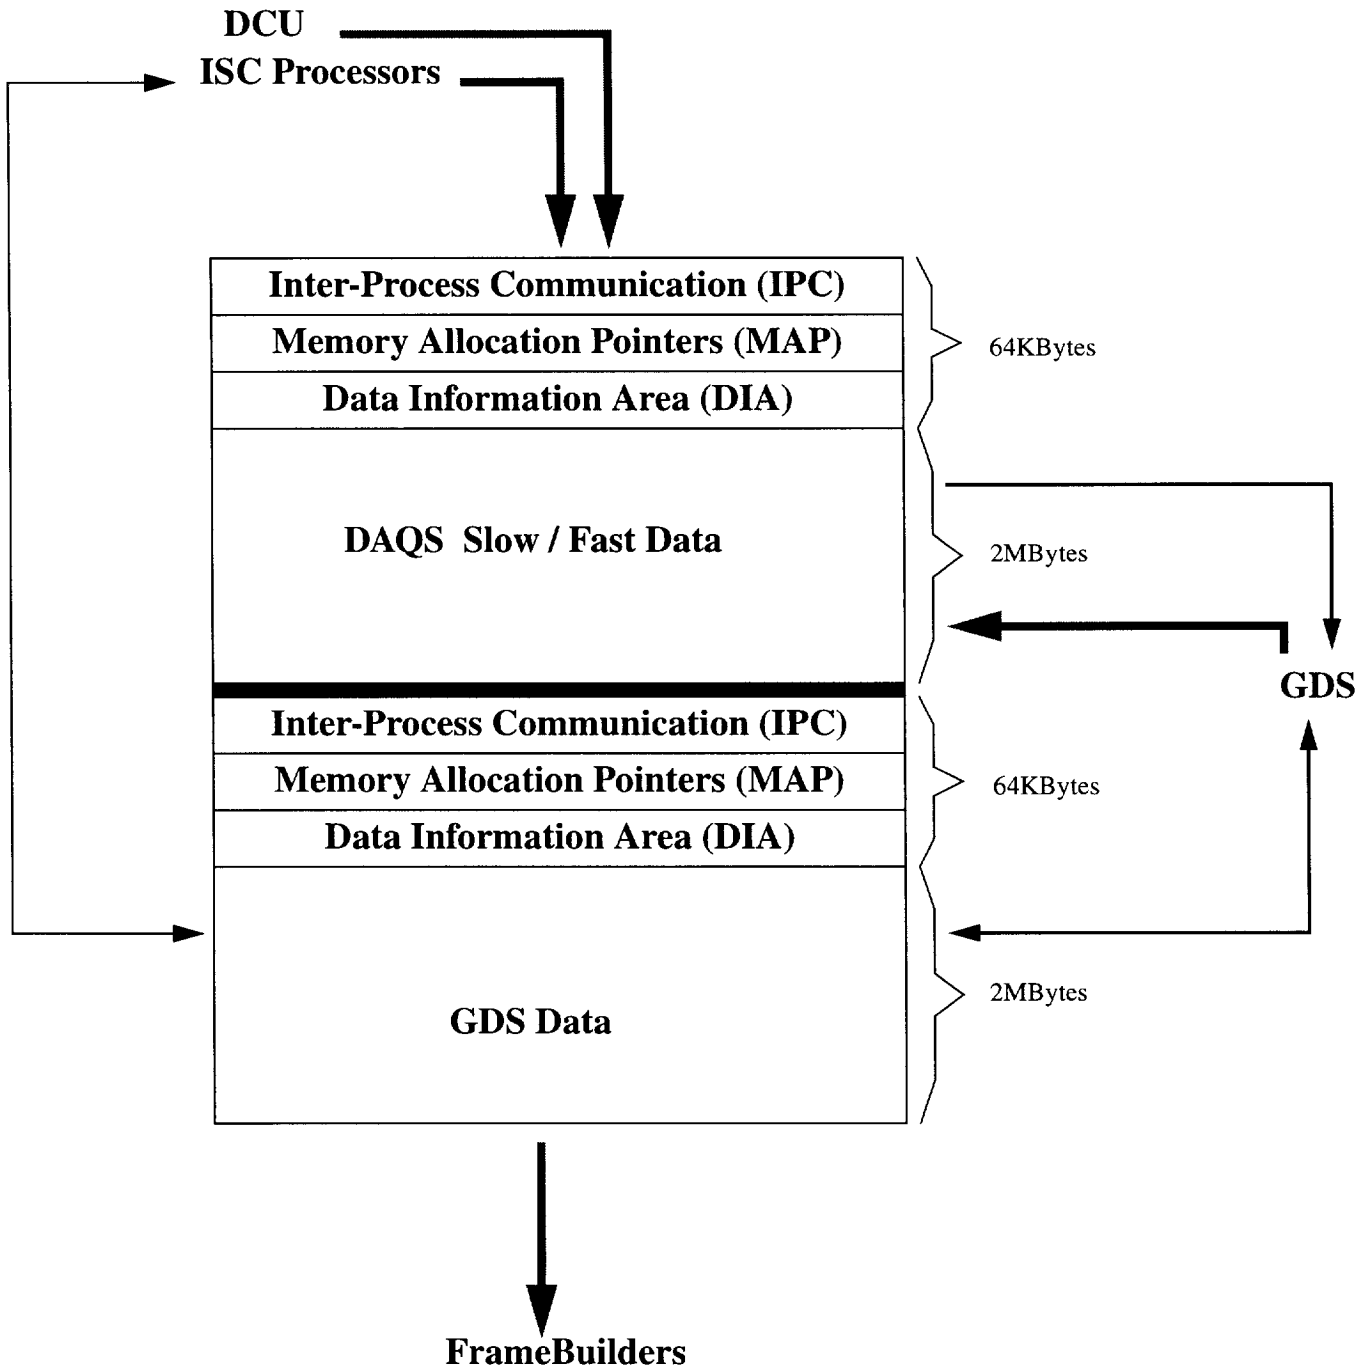 DCU
ISC Processors
Inter-Process Communication (IPC)
Memory Allocation Pointers (MAP)
64KBytes
Data Information Area (DIA)
DAQS Slow / Fast Data
2MBytes
GDS
Inter-Process Communication (IPC)
Memory Allocation Pointers (MAP)
64KBytes
Data Information Area (DIA)
2MBytes
GDS Data
FrameBuilders